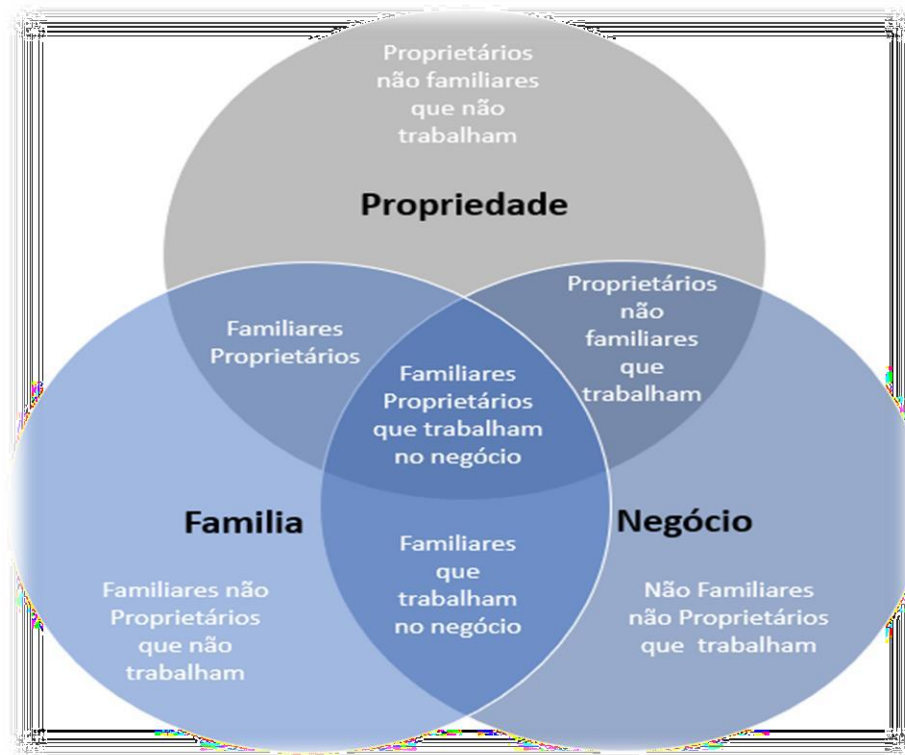 Proprietários
não familiares
que não
trabalham
Propriedade
Familiares
Proprietários
Proprietários
não
familiares
que
trabalham
Familiares
Proprietários
que trabalham
no negócio
Familia
Negócio
Familiares
que
trabalham
no negócio
Familiares não
Proprietários
que não
trabalham
Não Familiares
não Proprietários
que trabalham